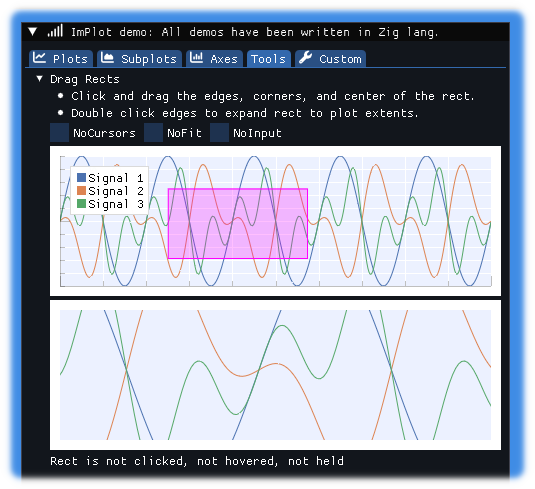 ImPlot demo: All demos have been written in Zig lang.
Plots Subplots Axes Tools Custom
Drag Rects
Click and drag the edges, corners, and center of the rect.
Double click edges to expand rect to plot extents.
NoCursors NoFit NoInput
Signal 1
Signal 2
Signal 3
Rect is not clicked, not hovered, not held